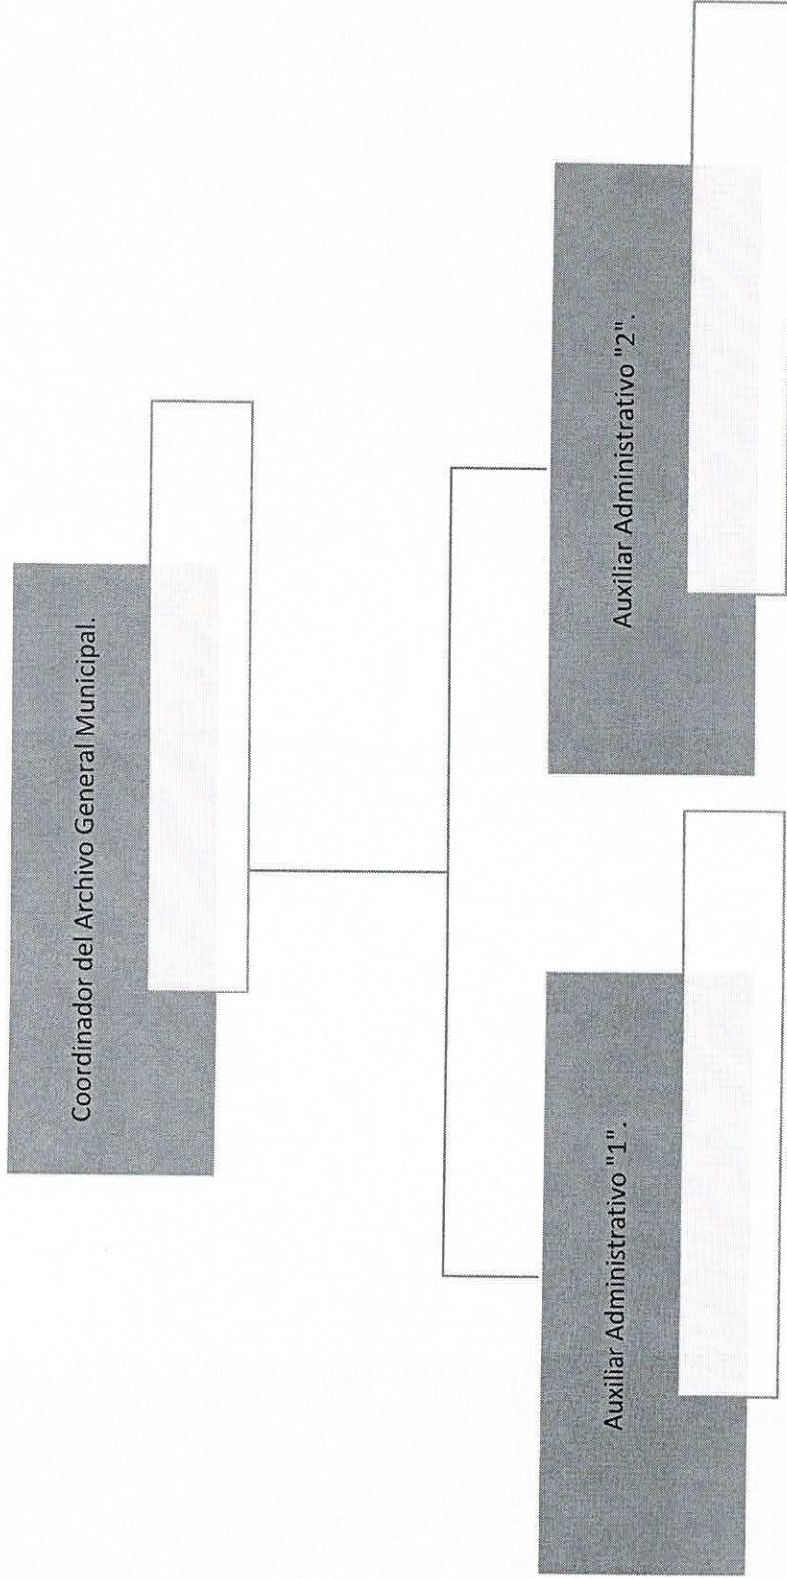 Coordinador del Archivo General Municipal.
Auxiliar Administrativo "1".
Auxiliar Administrativo "2".